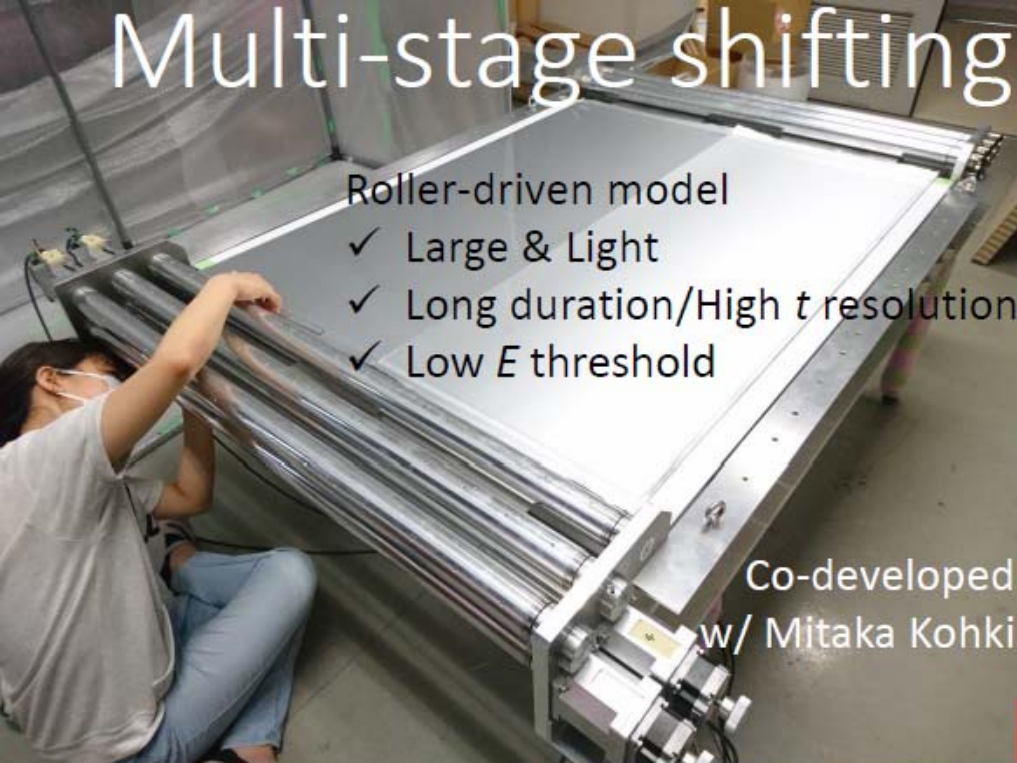 Multi-stage shifting
Roller-driven model
✓ Large & Light
✓ Long duration/High t resolution
✓ Low E threshold
Co-developed
w/ Mitaka Kohki